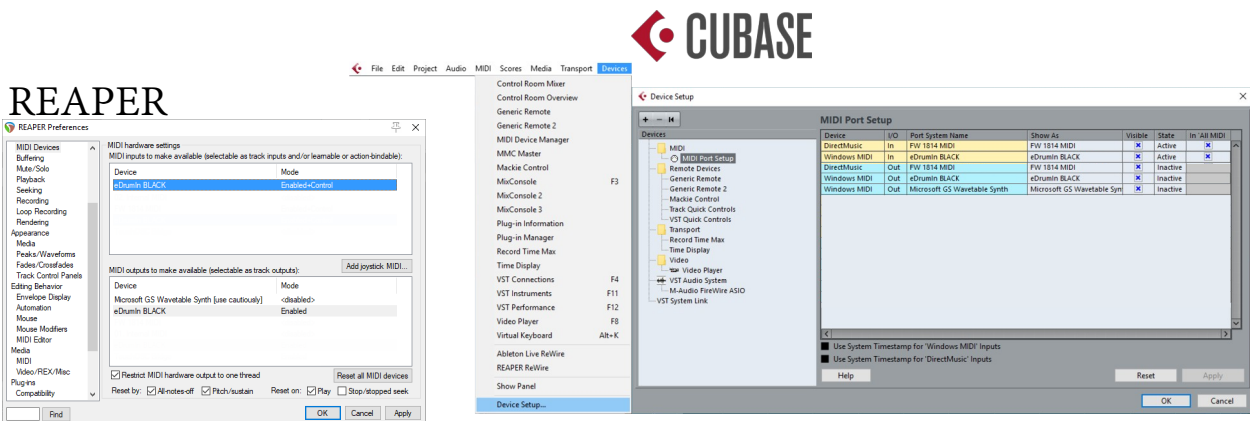 CUBASE
REAPER
REAPER Preferences
MIDI Devices
Buffering
Mute/Solo
Playback
Seeking
Recording
Loop Recording
Rendering
Appearance
Media
Peaks/Waveforms
Fades/Crossfades
Track Control Panels
Editing Behavior
Envelope Display
Automation
Mouse
Mouse Modifiers
MIDI Editor
Media
MIDI
Video/REX/Misc
Plug-ins
Compatibility
Find
MIDI hardware settings
MIDI inputs to make available (selectable as track inputs and/or learnable or action-bindable):
Device Mode
eDrumIn BLACK Enabled+Control
Add joystick MIDI...
MIDI outputs to make available (selectable as track outputs):
Device Mode
Microsoft GS Wavetable Synth [use cautiously] <disabled>
eDrumIn BLACK Enabled
Restrict MIDI hardware output to one thread Reset all MIDI devices
Reset by: All-notes-off Pitch/sustain Reset on: Play Stop/stopped seek
OK Cancel Apply
File Edit Project Audio MIDI Scores Media Transport Devices
Control Room Mixer
Control Room Overview
Generic Remote
Generic Remote 2
MIDI Device Manager
MMC Master
Mackie Control
MixConsole F3
MixConsole 2
MixConsole 3
Plug-in Information
Plug-in Manager
Record Time Max
Time Display
VST Connections F4
VST Instruments F11
VST Performance F12
Video Player F8
Virtual Keyboard Alt+K
Ableton Live ReWire
REAPER ReWire
Show Panel
Device Setup...
Device Setup
Devices
MIDI
MIDI Port Setup
Remote Devices
Generic Remote
Generic Remote 2
Mackie Control
Track Quick Controls
VST Quick Controls
Transport
Record Time Max
Time Display
Video
Video Player
VST Audio System
M-Audio FireWire ASIO
VST System Link
MIDI Port Setup
Device I/O Port System Name Show As Visible State In 'All MIDI
DirectMusic In FW 1814 MIDI FW 1814 MIDI Active
Windows MIDI In eDrumIn BLACK eDrumIn BLACK Active
DirectMusic Out FW 1814 MIDI FW 1814 MIDI Inactive
Windows MIDI Out eDrumIn BLACK eDrumIn BLACK Inactive
Windows MIDI Out Microsoft GS Wavetable Synth Microsoft GS Wavetable Syn Inactive
Use System Timestamp for 'Windows MIDI' Inputs
Use System Timestamp for 'DirectMusic' Inputs
Help Reset Apply
OK Cancel